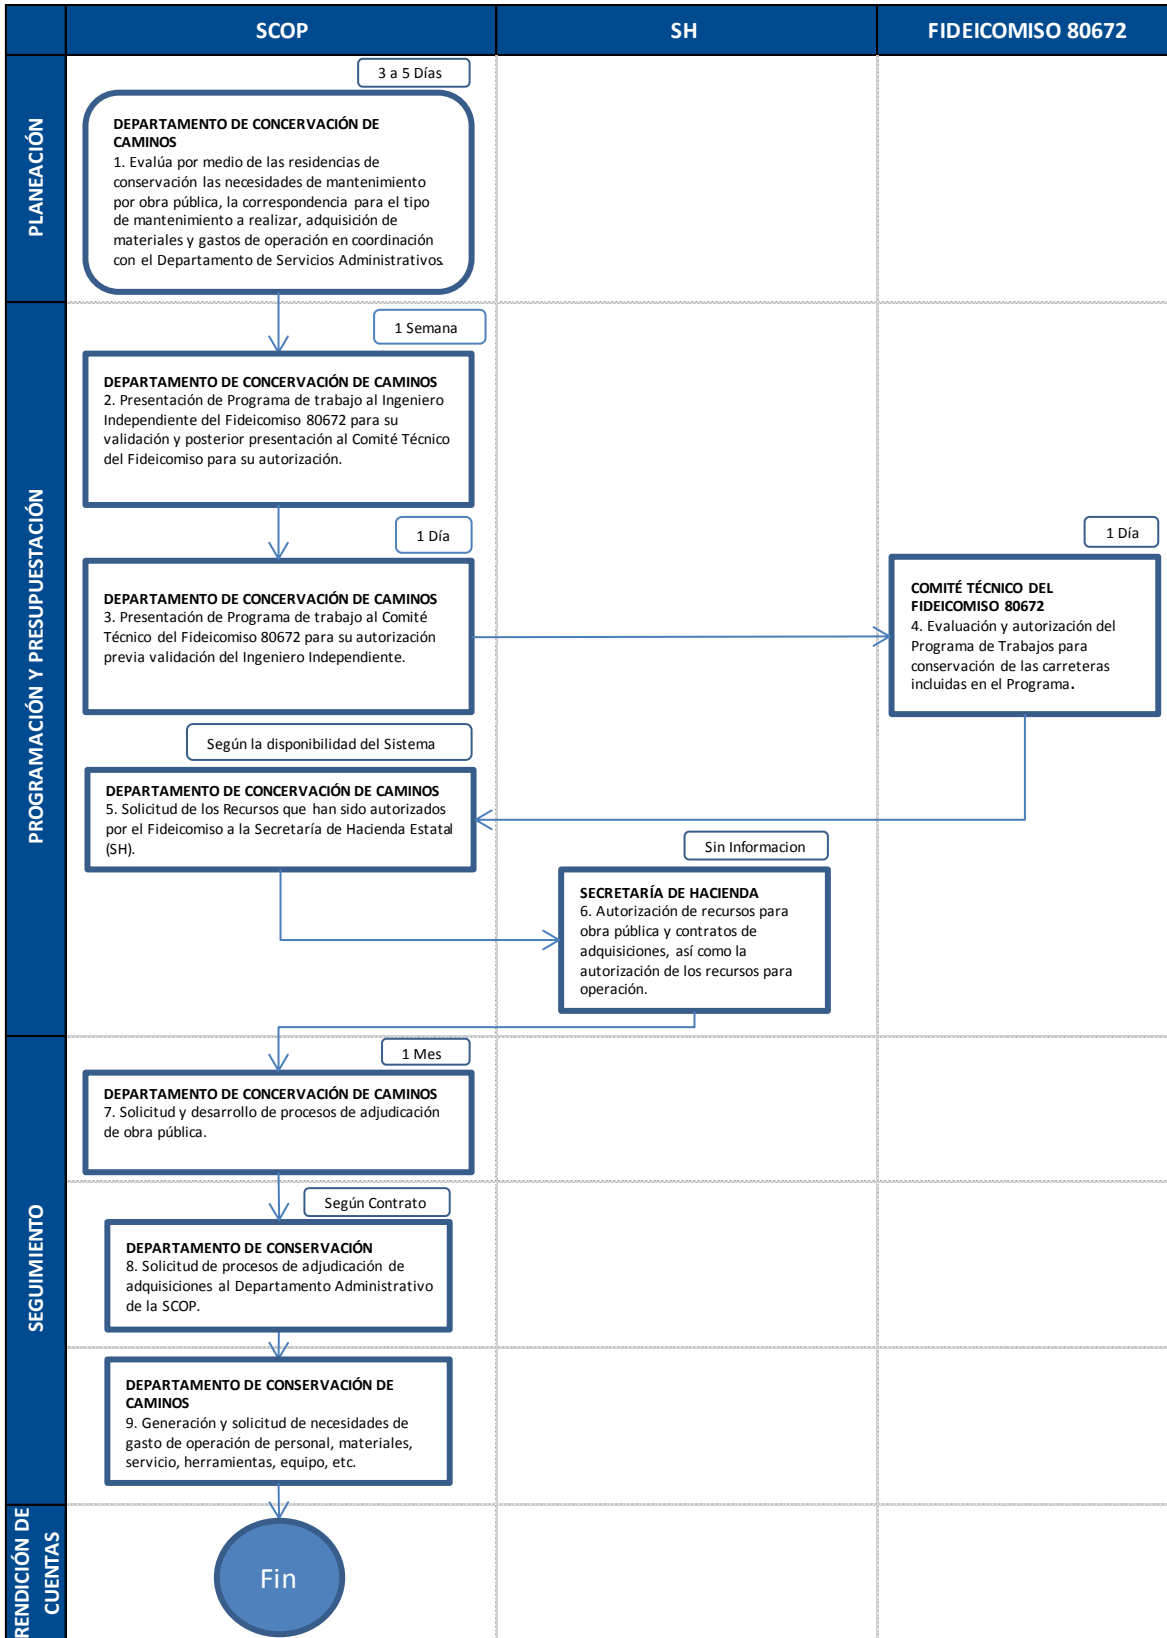 SCOP
SH
FIDEICOMISO 80672
PLANEACIÓN
3 a 5 Días
DEPARTAMENTO DE CONCERVACIÓN DE
CAMINOS
1. Evalúa por medio de las residencias de
conservación las necesidades de mantenimiento
por obra pública, la correspondencia para el tipo
de mantenimiento a realizar, adquisición de
materiales y gastos de operación en coordinación
con el Departamento de Servicios Administrativos.
PROGRAMACIÓN Y PRESUPUESTACIÓN
1 Semana
DEPARTAMENTO DE CONCERVACIÓN DE CAMINOS
2. Presentación de Programa de trabajo al Ingeniero
Independiente del Fideicomiso 80672 para su
validación y posterior presentación al Comité Técnico
del Fideicomiso para su autorización.
1 Día
DEPARTAMENTO DE CONCERVACIÓN DE CAMINOS
3. Presentación de Programa de trabajo al Comité
Técnico del Fideicomiso 80672 para su autorización
previa validación del Ingeniero Independiente.
1 Día
COMITÉ TÉCNICO DEL
FIDEICOMISO 80672
4. Evaluación y autorización del
Programa de Trabajos para
conservación de las carreteras
incluidas en el Programa.
Según la disponibilidad del Sistema
DEPARTAMENTO DE CONCERVACIÓN DE CAMINOS
5. Solicitud de los Recursos que han sido autorizados
por el Fideicomiso a la Secretaría de Hacienda Estatal
(SH).
Sin Informacion
SECRETARÍA DE HACIENDA
6. Autorización de recursos para
obra pública y contratos de
adquisiciones, así como la
autorización de los recursos para
operación.
SEGUIMIENTO
1 Mes
DEPARTAMENTO DE CONCERVACIÓN DE CAMINOS
7. Solicitud y desarrollo de procesos de adjudicación
de obra pública.
Según Contrato
DEPARTAMENTO DE CONSERVACIÓN
8. Solicitud de procesos de adjudicación de
adquisiciones al Departamento Administrativo
de la SCOP.
DEPARTAMENTO DE CONSERVACIÓN DE
CAMINOS
9. Generación y solicitud de necesidades de
gasto de operación de personal, materiales,
servicio, herramientas, equipo, etc.
RENDICIÓN DE
CUENTAS
Fin